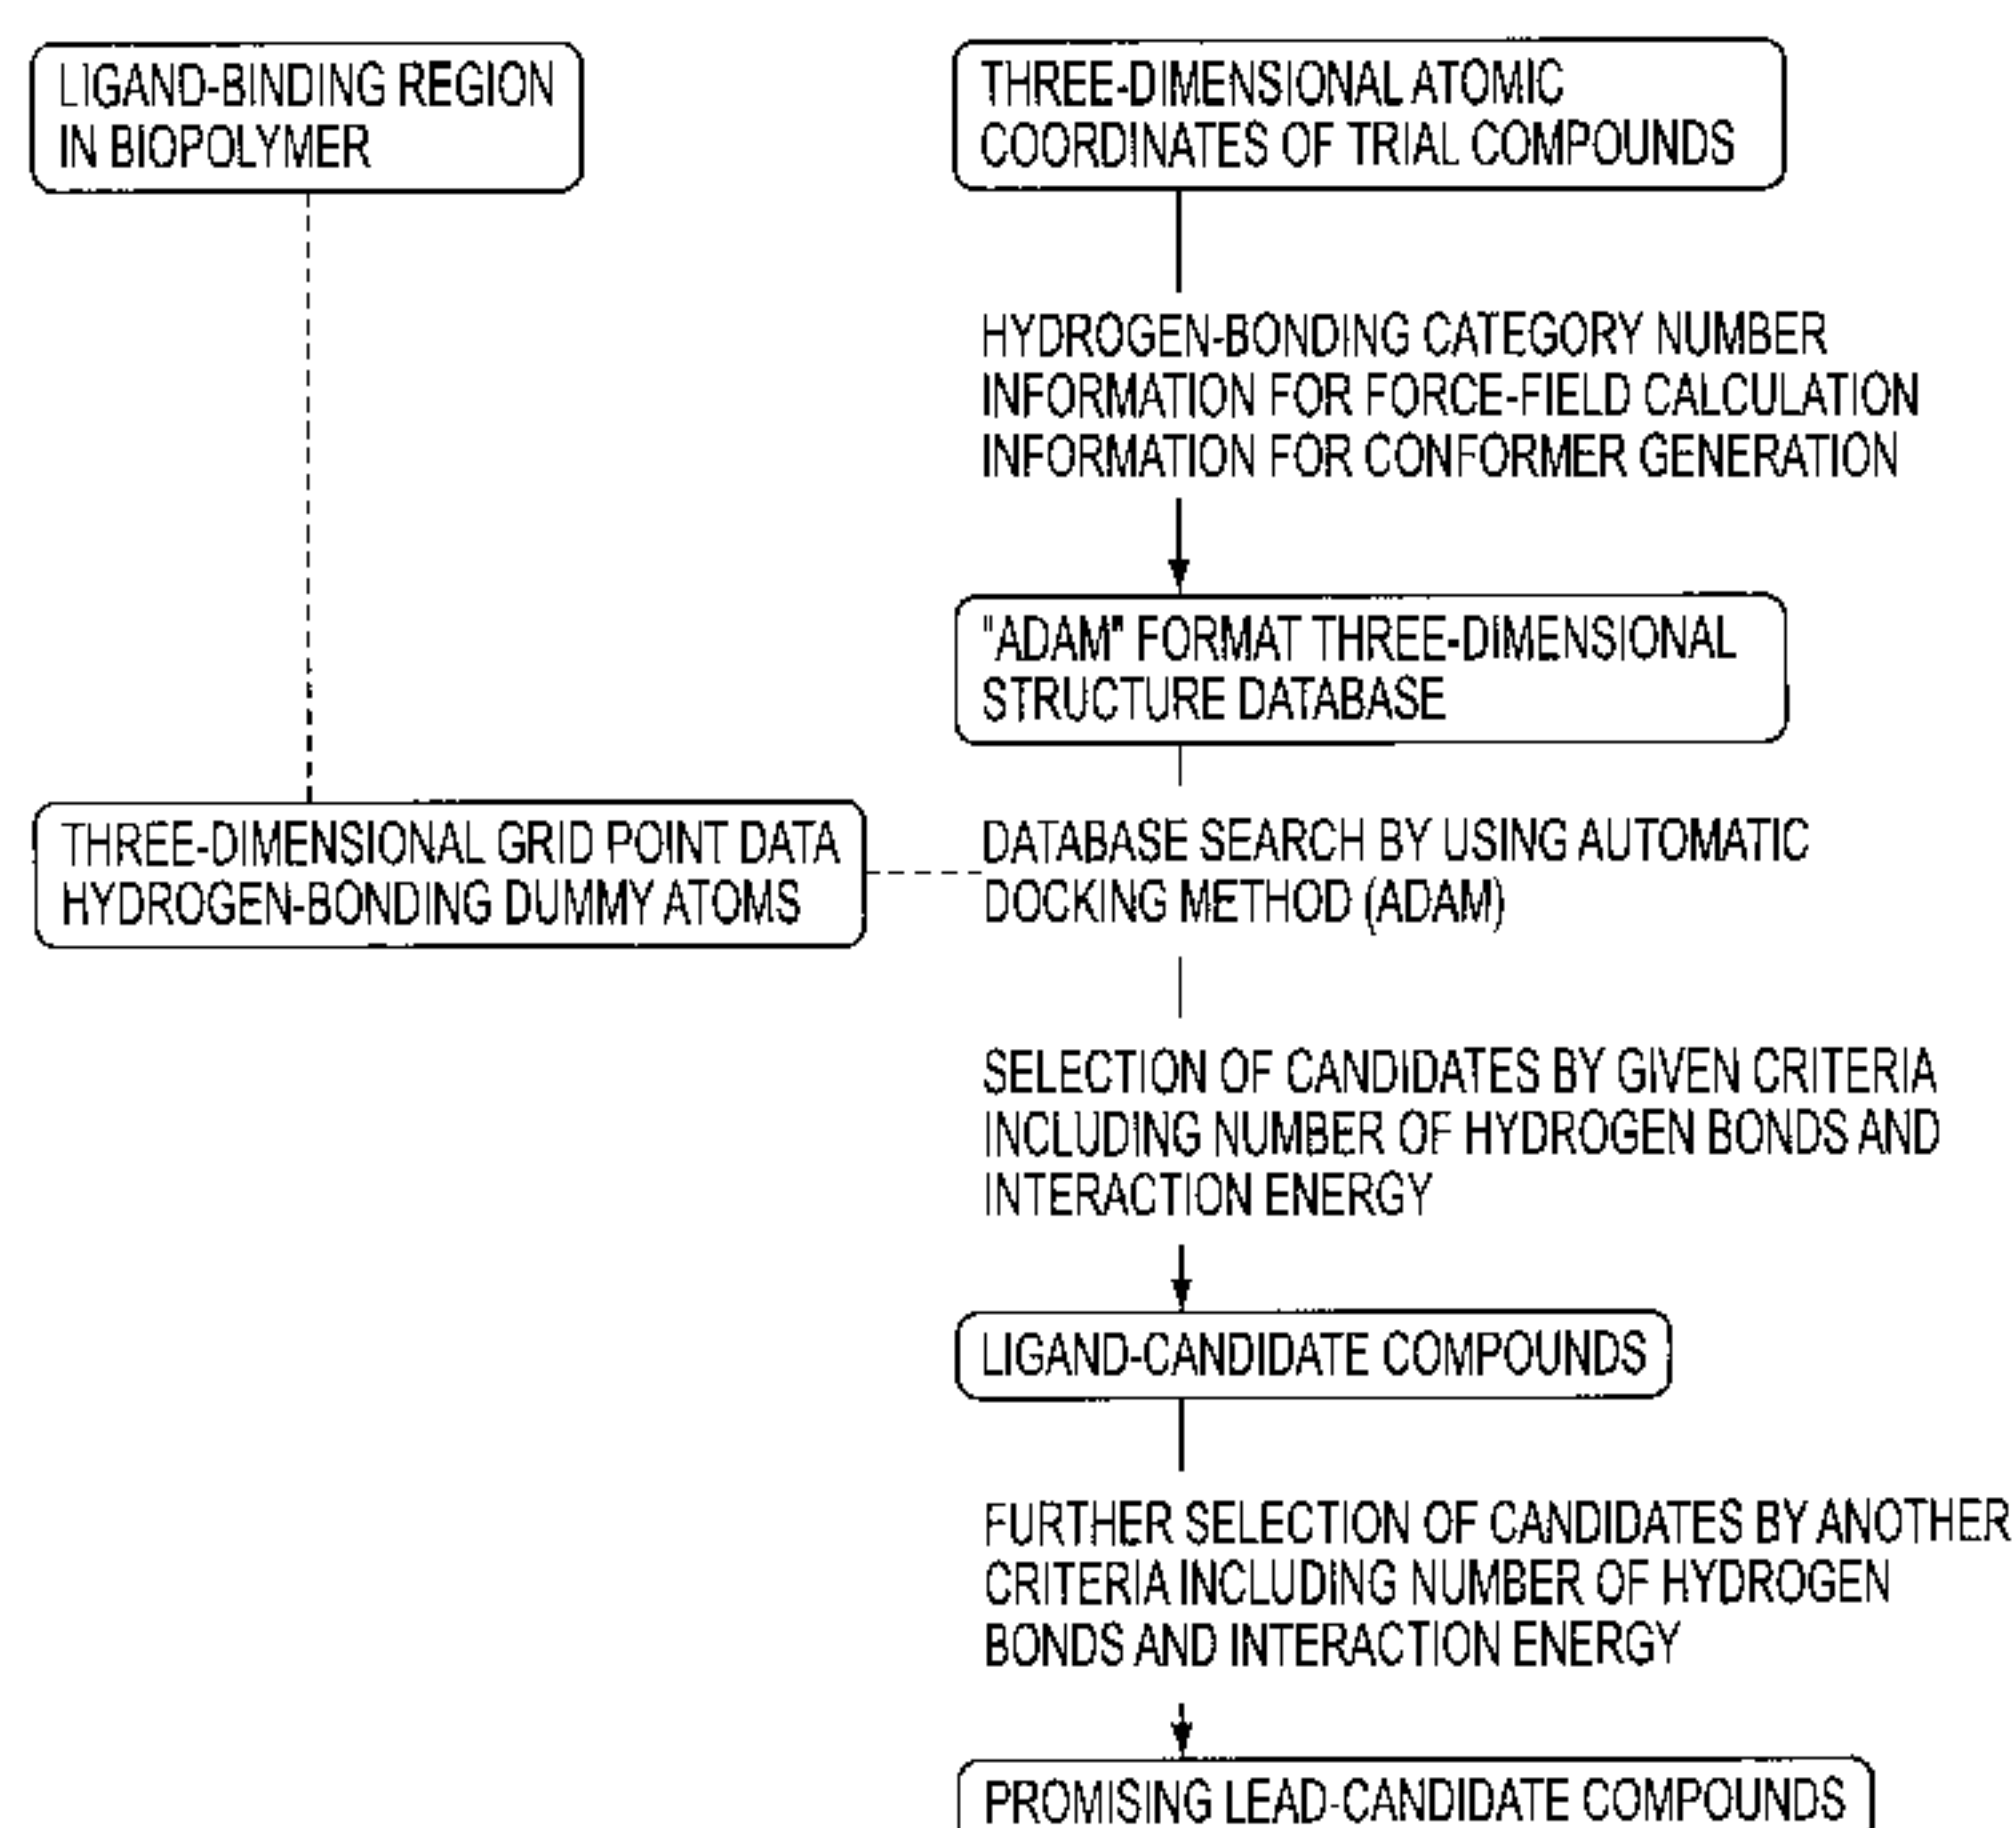 LIGAND-BINDING REGION
IN BIOPOLYMER
THREE-DIMENSIONAL ATOMIC
COORDINATES OF TRIAL COMPOUNDS
HYDROGEN-BONDING CATEGORY NUMBER
INFORMATION FOR FORCE-FIELD CALCULATION
INFORMATION FOR CONFORMER GENERATION
"ADAM" FORMAT THREE-DIMENSIONAL
STRUCTURE DATABASE
THREE-DIMENSIONAL GRID POINT DATA
HYDROGEN-BONDING DUMMY ATOMS
DATABASE SEARCH BY USING AUTOMATIC
DOCKING METHOD (ADAM)
SELECTION OF CANDIDATES BY GIVEN CRITERIA
INCLUDING NUMBER OF HYDROGEN BONDS AND
INTERACTION ENERGY
LIGAND-CANDIDATE COMPOUNDS
FURTHER SELECTION OF CANDIDATES BY ANOTHER
CRITERIA INCLUDING NUMBER OF HYDROGEN
BONDS AND INTERACTION ENERGY
PROMISING LEAD-CANDIDATE COMPOUNDS